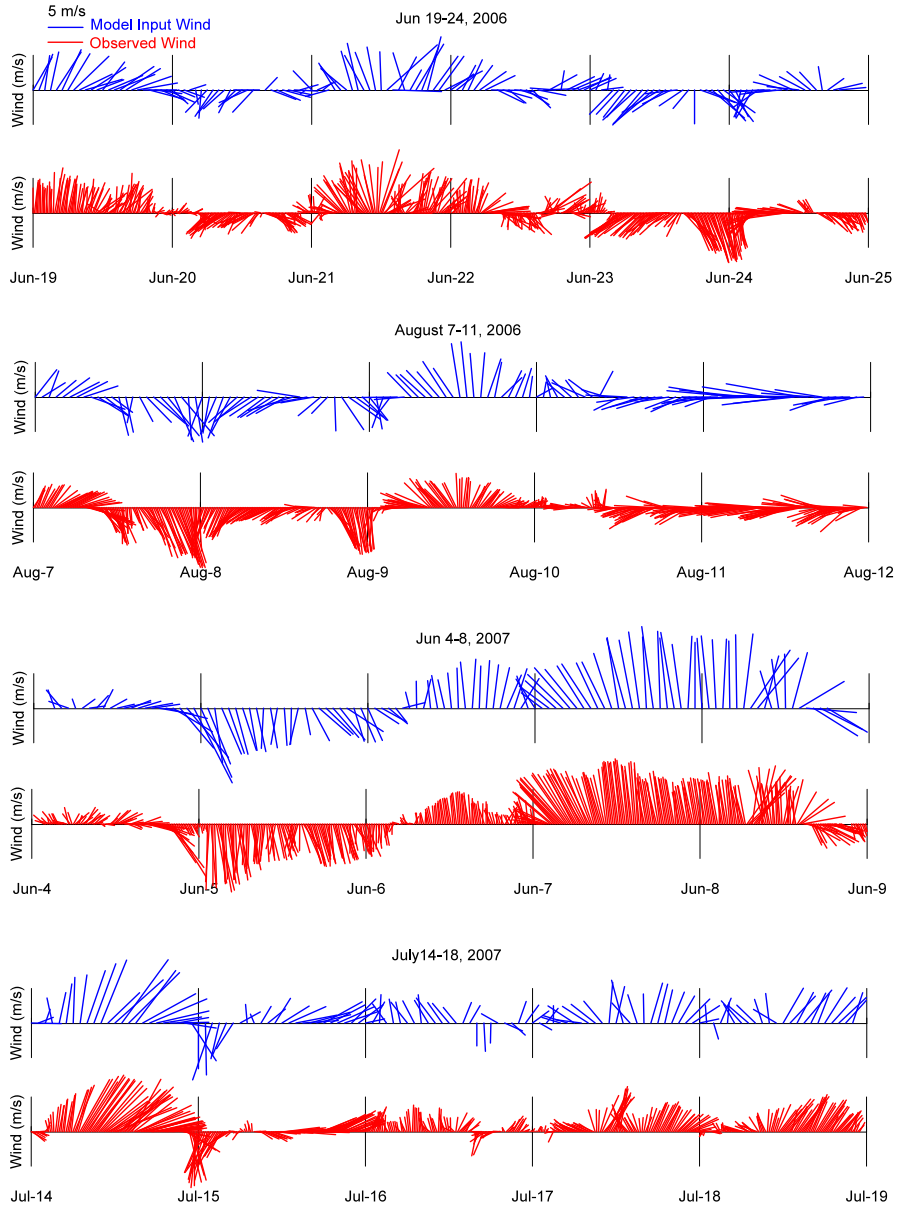 5 m/s
Jun 19-24, 2006
Model Input Wind
Observed Wind
Wind (m/s)
Wind (m/s)
Jun-19 Jun-20 Jun-21 Jun-22 Jun-23 Jun-24 Jun-25
August 7-11, 2006
Wind (m/s)
Wind (m/s)
Aug-7 Aug-8 Aug-9 Aug-10 Aug-11 Aug-12
Jun 4-8, 2007
Wind (m/s)
Wind (m/s)
Jun-4 Jun-5 Jun-6 Jun-7 Jun-8 Jun-9
July14-18, 2007
Wind (m/s)
Wind (m/s)
Jul-14 Jul-15 Jul-16 Jul-17 Jul-18 Jul-19